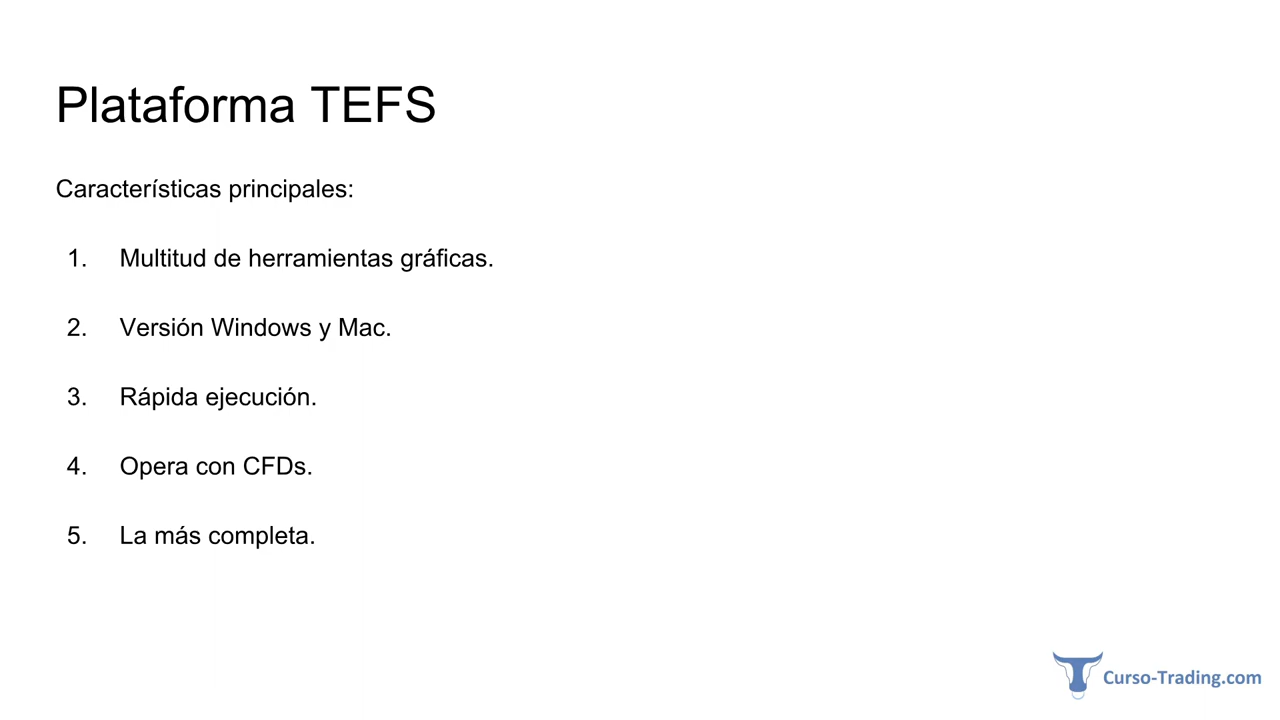 Plataforma TEFS
Características principales:
1. Multitud de herramientas gráficas.
2. Versión Windows y Mac.
3. Rápida ejecución.
4. Opera con CFDs.
5. La más completa.
Curso-Trading.com